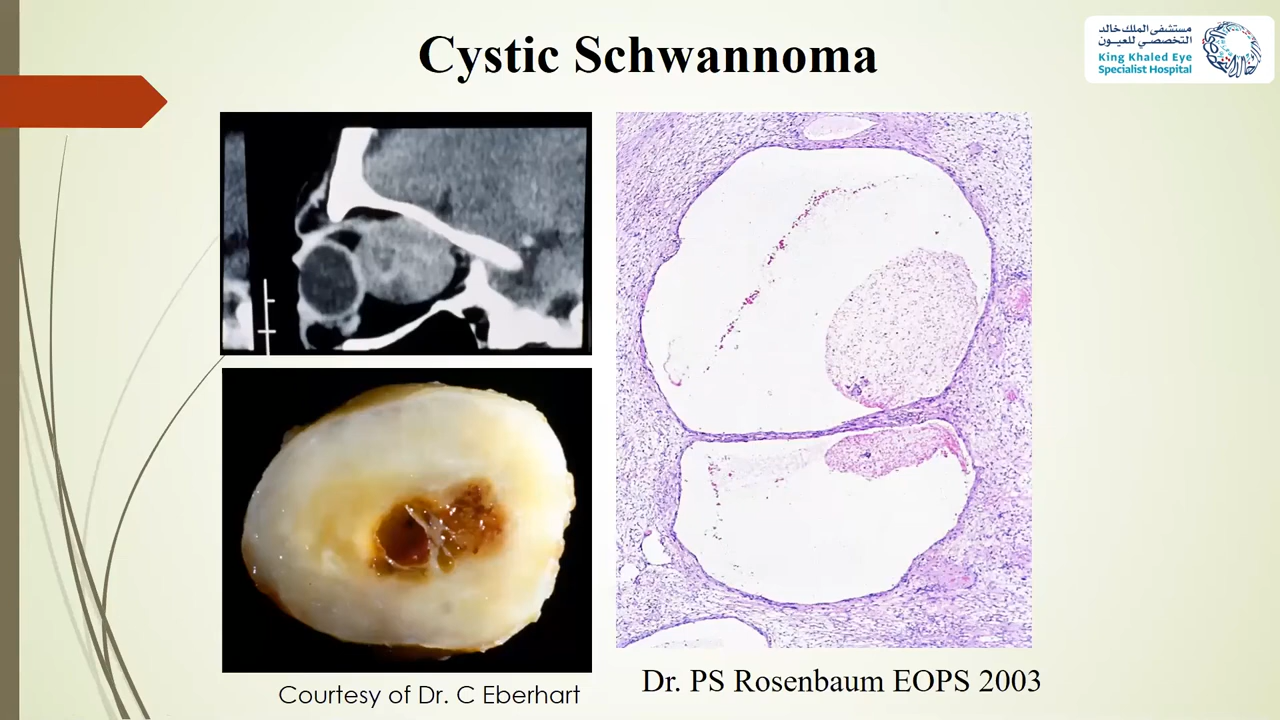 Cystic Schwannoma
مستشفى الملك خالد
التخصصي للعيون
King Khaled Eye
Specialist Hospital
Courtesy of Dr. C Eberhart
Dr. PS Rosenbaum EOPS 2003